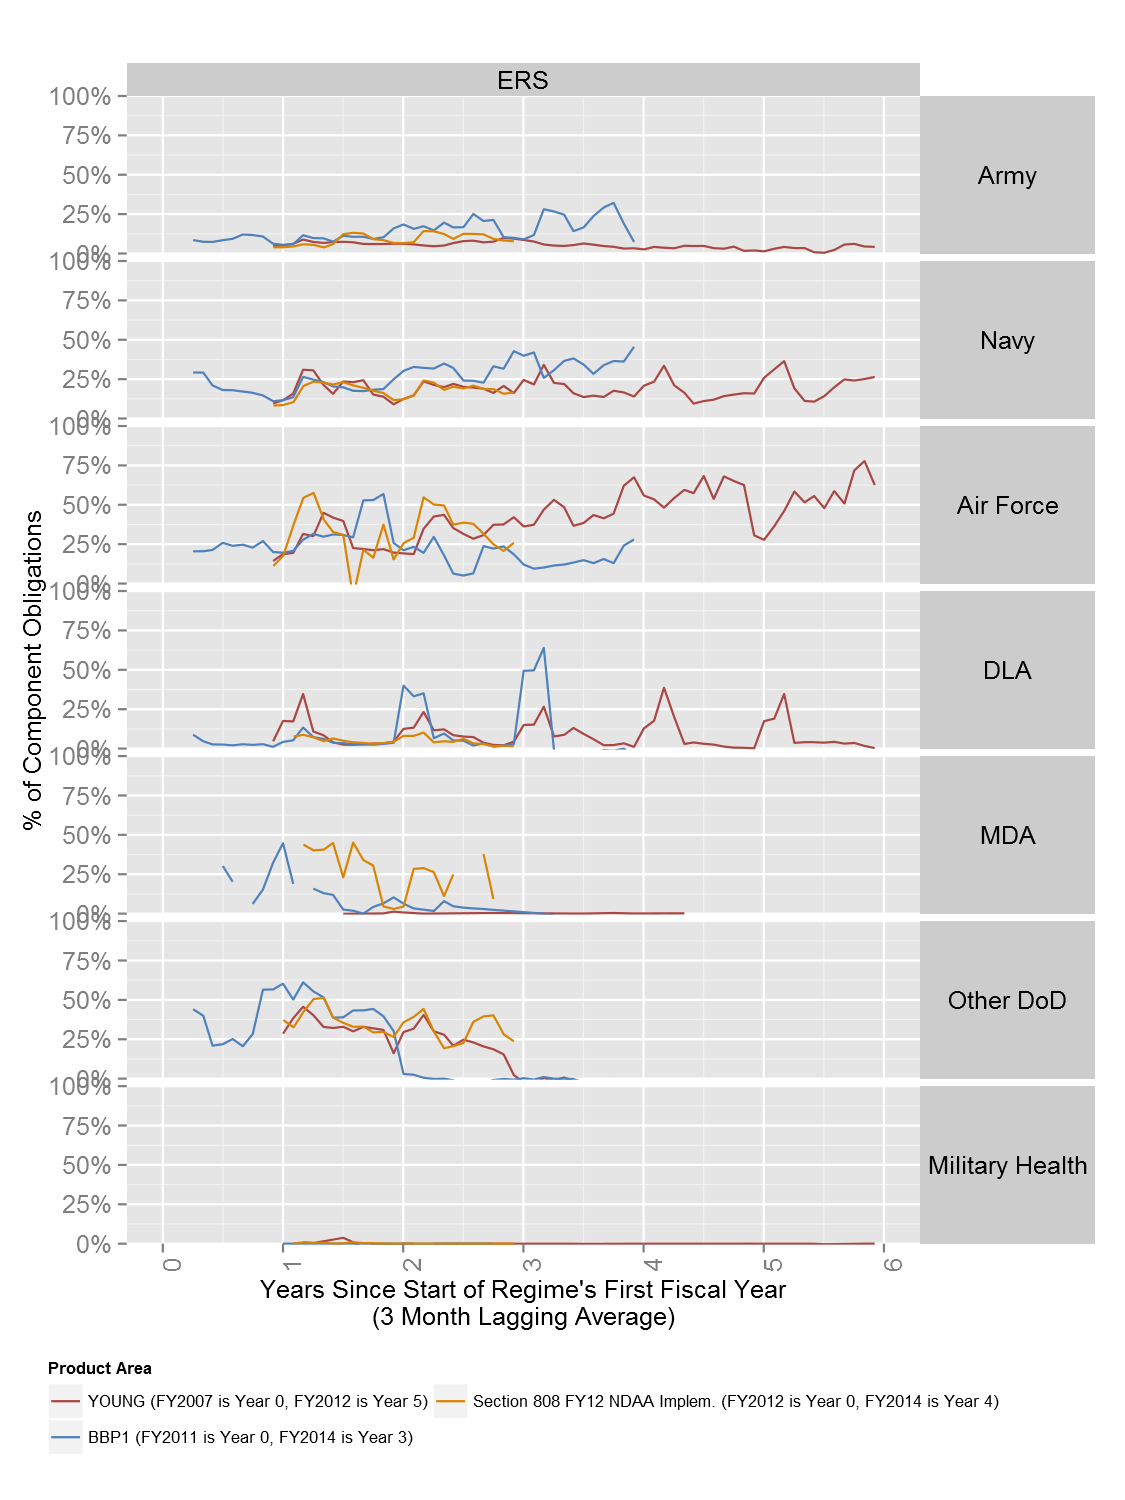 ERS
100%
75%
50%
25%
0%
Army
100%
75%
50%
25%
0%
Navy
100%
75%
50%
25%
0%
Air Force
100%
75%
50%
25%
0%
DLA
100%
75%
50%
25%
0%
MDA
100%
75%
50%
25%
0%
Other DoD
100%
75%
50%
25%
0%
Military Health
% of Component Obligations
0 1 2 3 4 5 6
Years Since Start of Regime's First Fiscal Year
(3 Month Lagging Average)
Product Area
YOUNG (FY2007 is Year 0, FY2012 is Year 5) Section 808 FY12 NDAA Implem. (FY2012 is Year 0, FY2014 is Year 4)
BBP1 (FY2011 is Year 0, FY2014 is Year 3)